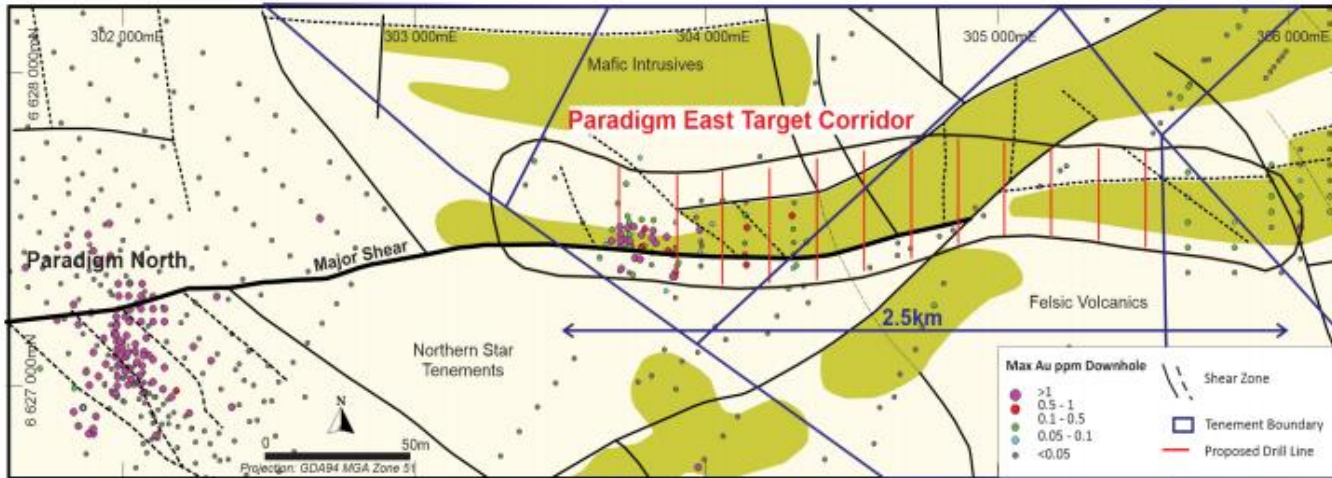 302 000mE
303 000mE
304 000mE
305 000mE
306 000mE
6 628 000mN
Mafic Intrusives
Paradigm East Target Corridor
Paradigm North
Major Shear
Felsic Volcanics
2.5km
Northern Star
Tenements
6 627 000mN
N
0 50m
Projection: GDA94 MGA Zone 51
Max Au ppm Downhole
>1
0.5 - 1
0.1 - 0.5
0.05 - 0.1
<0.05
Shear Zone
Tenement Boundary
Proposed Drill Line